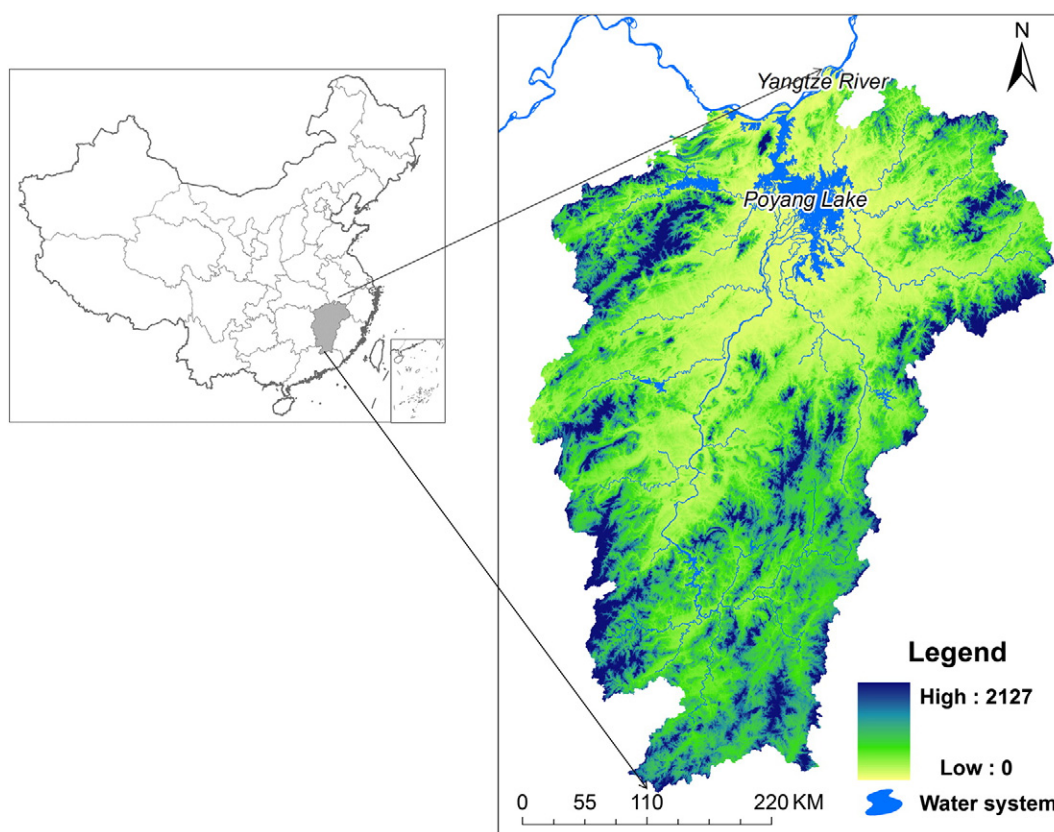 N
Yangtze River
Poyang Lake
Legend
High : 2127
Low : 0
Water system
0 55 110 220 KM